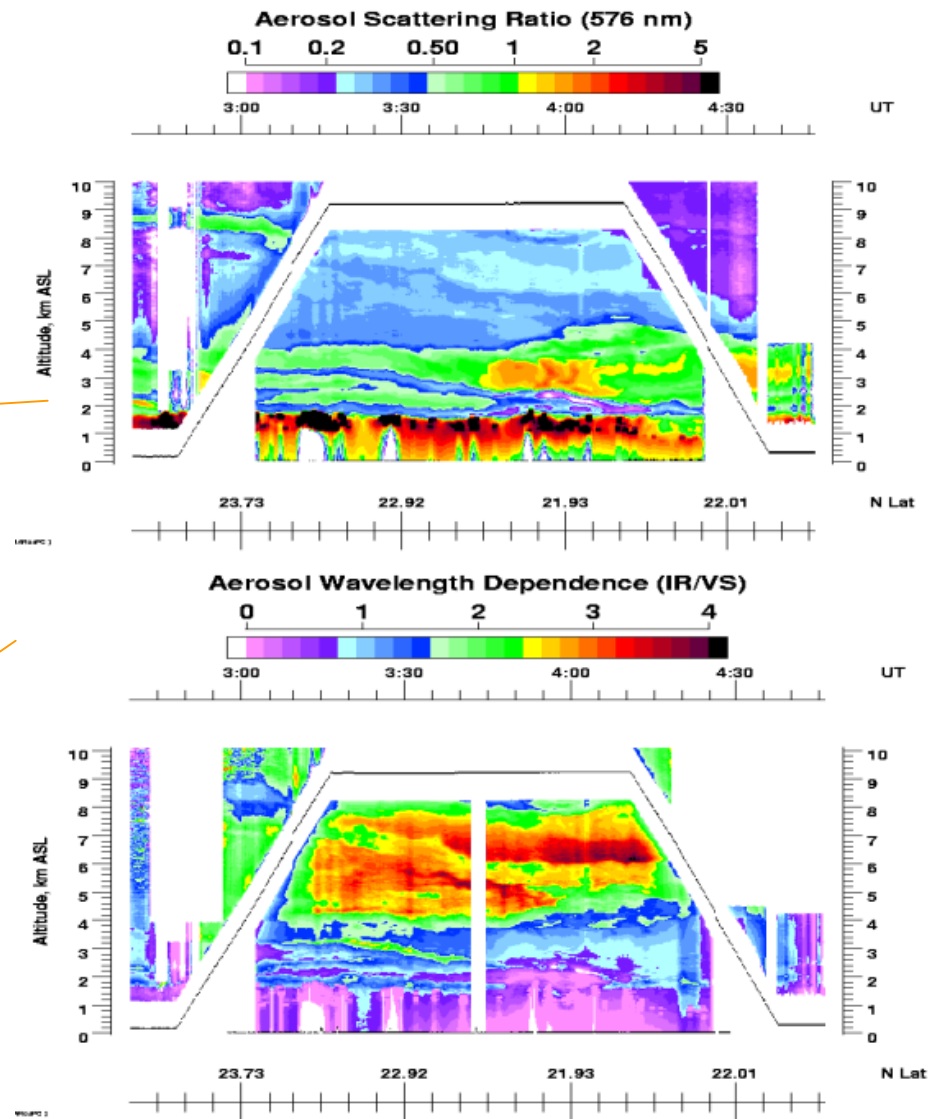 Aerosol Scattering Ratio (576 nm)
0.1 0.2 0.50 1 2 5
3:00 3:30 4:00 4:30 UT
10 10
9 9
8 8
7 7
6 6
5 5
4 4
3 3
2 2
1 1
0 0
Altitude, km ASL
23.73 22.92 21.93 22.01 N Lat
Aerosol Wavelength Dependence (IR/VS)
0 1 2 3 4
3:00 3:30 4:00 4:30 UT
10 10
9 9
8 8
7 7
6 6
5 5
4 4
3 3
2 2
1 1
0 0
Altitude, km ASL
23.73 22.92 21.93 22.01 N Lat